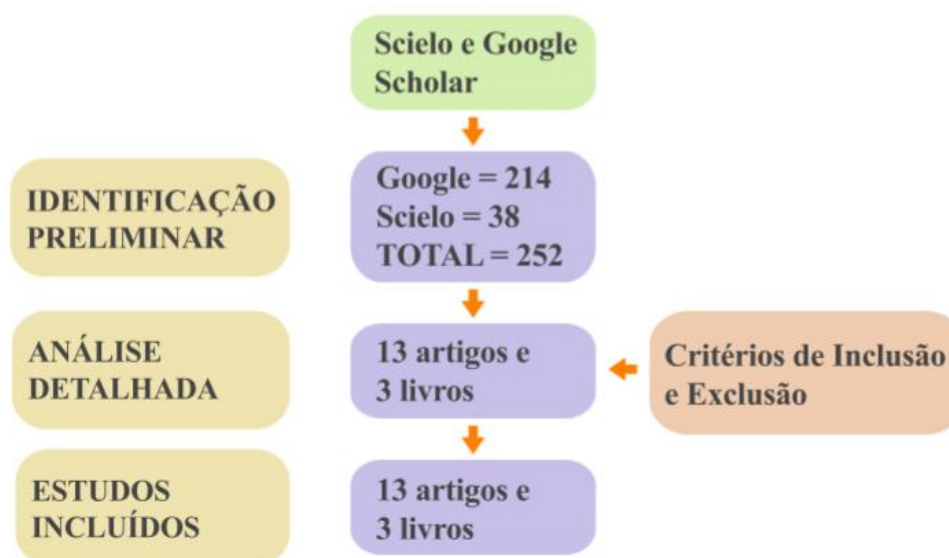 Scielo e Google
Scholar
IDENTIFICAÇÃO
PRELIMINAR
Google = 214
Scielo = 38
TOTAL = 252
ANÁLISE
DETALHADA
13 artigos e
3 livros
Critérios de Inclusão
e Exclusão
ESTUDOS
INCLUÍDOS
13 artigos e
3 livros